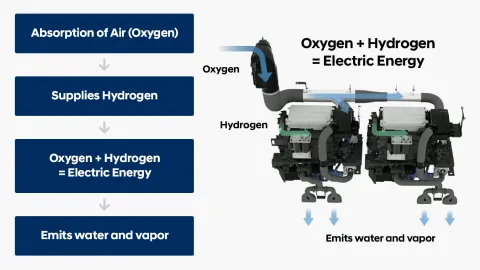 Absorption of Air (Oxygen)
Supplies Hydrogen
Oxygen + Hydrogen
= Electric Energy
Emits water and vapor
Oxygen + Hydrogen
= Electric Energy
Oxygen
Hydrogen
Emits water and vapor